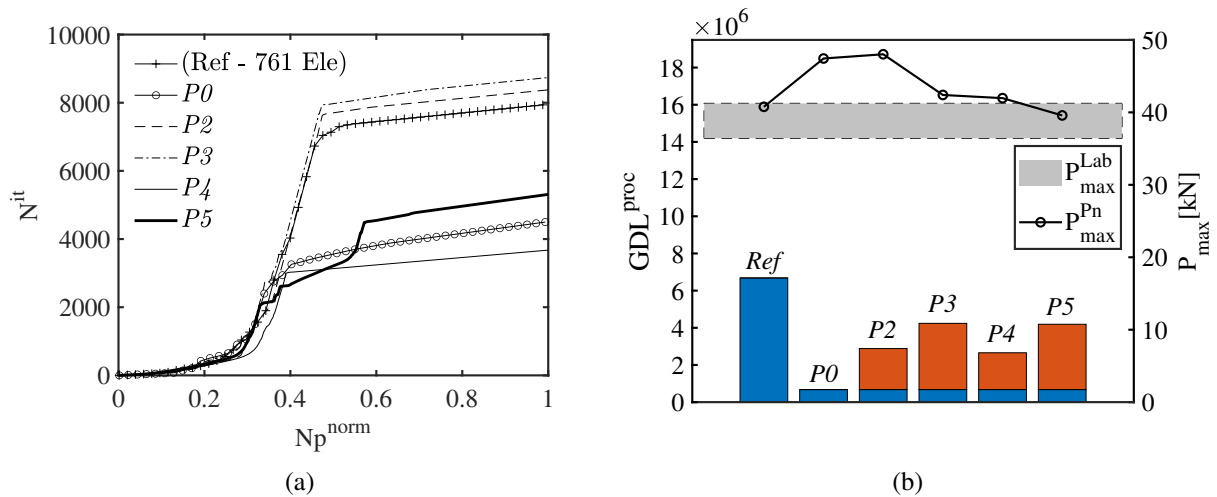 10000
8000
6000
4000
2000
0
N^it
(Ref - 761 Ele)
P0
P2
P3
P4
P5
0 0.2 0.4 0.6 0.8 1
Np^norm
(a)
×10^6
18
16
14
12
10
8
6
4
2
0
GDL^proc
50
40
30
20
10
0
P_max[kN]
P_max^Lab
P_max^Pn
Ref
P0
P2
P3
P4
P5
(b)